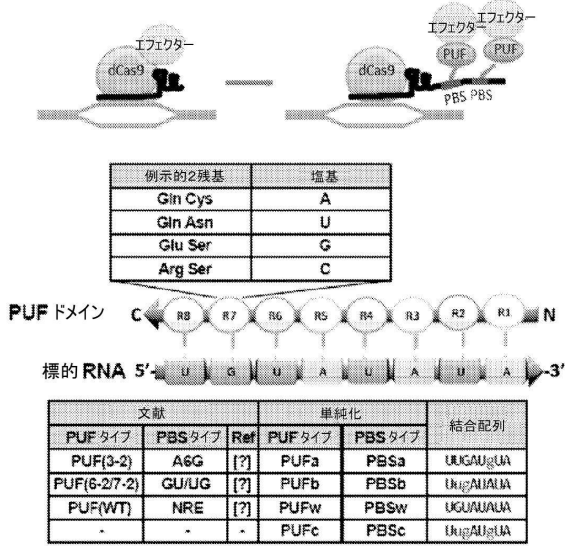 エフェクター エフェクター
エフェクター
PUF PUF
dCas9 dCas9
PBS PBS
例示的2残基 塩基
Gln Cys A
Gln Asn U
Glu Ser G
Arg Ser C
PUF ドメイン C R8 R7 R6 R5 R4 R3 R2 R1 N
標的 RNA 5'- U G U A U A U A -3'
文献 単純化 結合配列
PUF タイプ PBS タイプ Ref PUF タイプ PBS タイプ
PUF(3-2) A6G [?] PUFa PBSa UUGAUgUA
PUF(6-2/7-2) GU/UG [?] PUFb PBSb UugAUAUA
PUF(WT) NRE [?] PUFw PBSw UGUAUAUA
- - - PUFc PBSc UugAUgUA